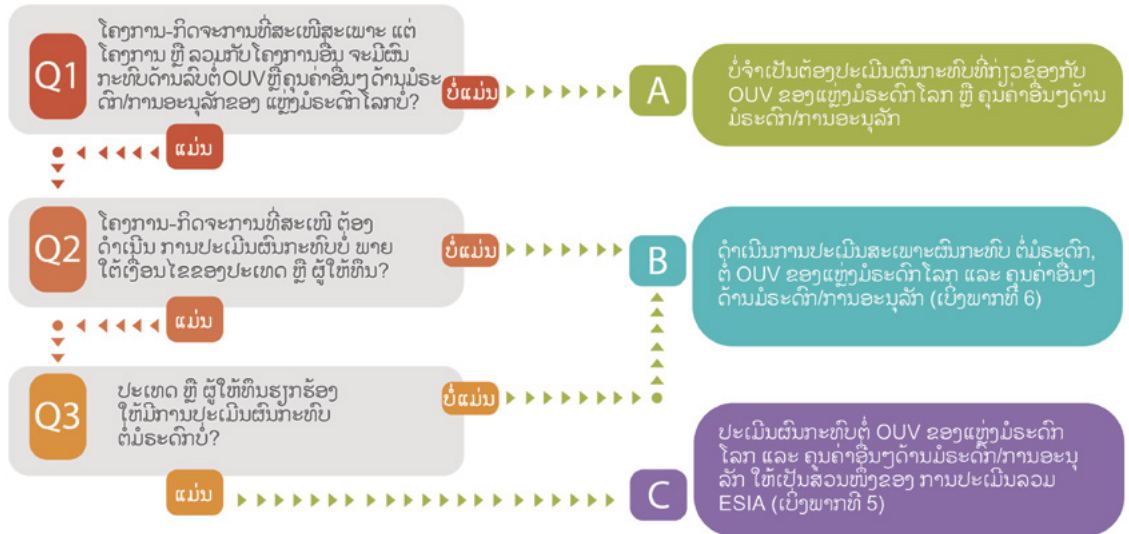 Q1
ໂຄງການ-ກິດຈະການທີ່ສະເໜີສະເພາະ ແຕ່
ໂຄງການ ຫຼື ລວມກັບໂຄງການອື່ນ ຈະມີຜົນ
ກະທົບດ້ານລົບຕໍ່OUVຫຼືຄຸນຄ່າອື່ນໆດ້ານມໍຣະ
ດົກ/ການອະນຸລັກຂອງ ແຫຼ່ງມໍຣະດົກໂລກບໍ່?
ບໍ່ແມ່ນ
A
ບໍ່ຈຳເປັນຕ້ອງປະເມີນຜົນກະທົບທີ່ກ່ຽວຂ້ອງກັບ
OUV ຂອງແຫຼ່ງມໍຣະດົກໂລກ ຫຼື ຄຸນຄ່າອື່ນໆດ້ານ
ມໍຣະດົກ/ການອະນຸລັກ
ແມ່ນ
Q2
ໂຄງການ-ກິດຈະການທີ່ສະເໜີ ຕ້ອງ
ດຳເນີນ ການປະເມີນຜົນກະທົບບໍ່ ພາຍ
ໃຕ້ເງື່ອນໄຂຂອງປະເທດ ຫຼື ຜູ້ໃຫ້ທຶນ?
ບໍ່ແມ່ນ
B
ດຳເນີນການປະເມີນສະເພາະຜົນກະທົບ ຕໍ່ມໍຣະດົກ,
ຕໍ່ OUV ຂອງແຫຼ່ງມໍຣະດົກໂລກ ແລະ ຄຸນຄ່າອື່ນໆ
ດ້ານມໍຣະດົກ/ການອະນຸລັກ (ເບິ່ງພາກທີ 6)
ແມ່ນ
Q3
ປະເທດ ຫຼື ຜູ້ໃຫ້ທຶນຮຽກຮ້ອງ
ໃຫ້ມີການປະເມີນຜົນກະທົບ
ຕໍ່ມໍຣະດົກບໍ່?
ບໍ່ແມ່ນ
ແມ່ນ
C
ປະເມີນຜົນກະທົບຕໍ່ OUV ຂອງແຫຼ່ງມໍຣະດົກ
ໂລກ ແລະ ຄຸນຄ່າອື່ນໆດ້ານມໍຣະດົກ/ການອະນຸ
ລັກ ໃຫ້ເປັນສ່ວນໜຶ່ງຂອງ ການປະເມີນລວມ
ESIA (ເບິ່ງພາກທີ 5)